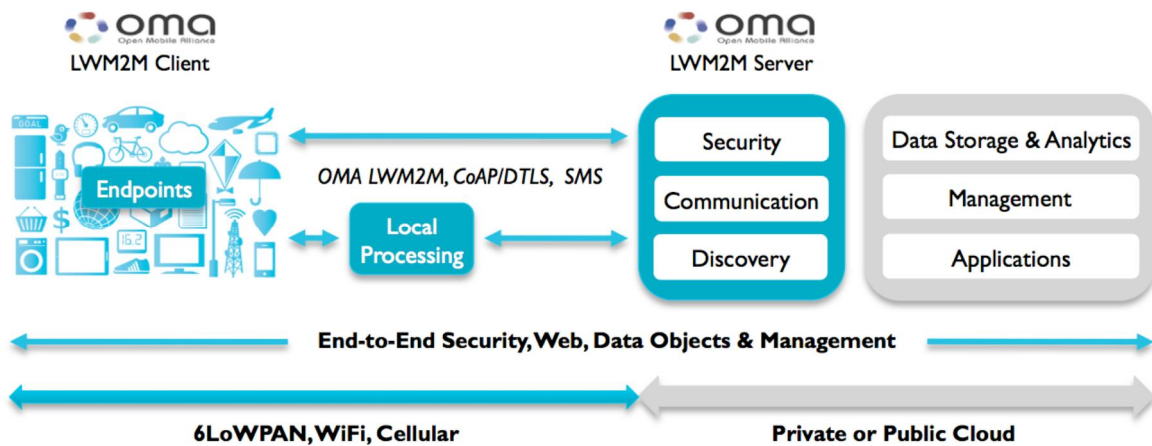 oma
Open Mobile Alliance
LWM2M Client
oma
Open Mobile Alliance
LWM2M Server
GOAL
Endpoints
$
16.2
OMA LWM2M, CoAP/DTLS, SMS
Local
Processing
Security
Communication
Discovery
Data Storage & Analytics
Management
Applications
End-to-End Security, Web, Data Objects & Management
6LoWPAN, WiFi, Cellular
Private or Public Cloud